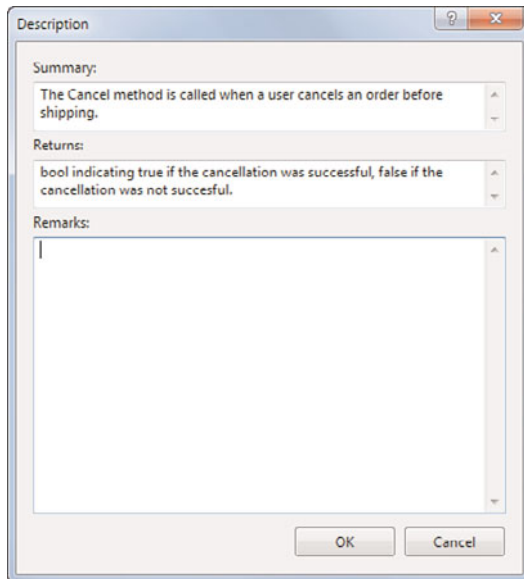 Description
Summary:
The Cancel method is called when a user cancels an order before
shipping.
Returns:
bool indicating true if the cancellation was successful, false if the
cancellation was not succesful.
Remarks:
OK
Cancel